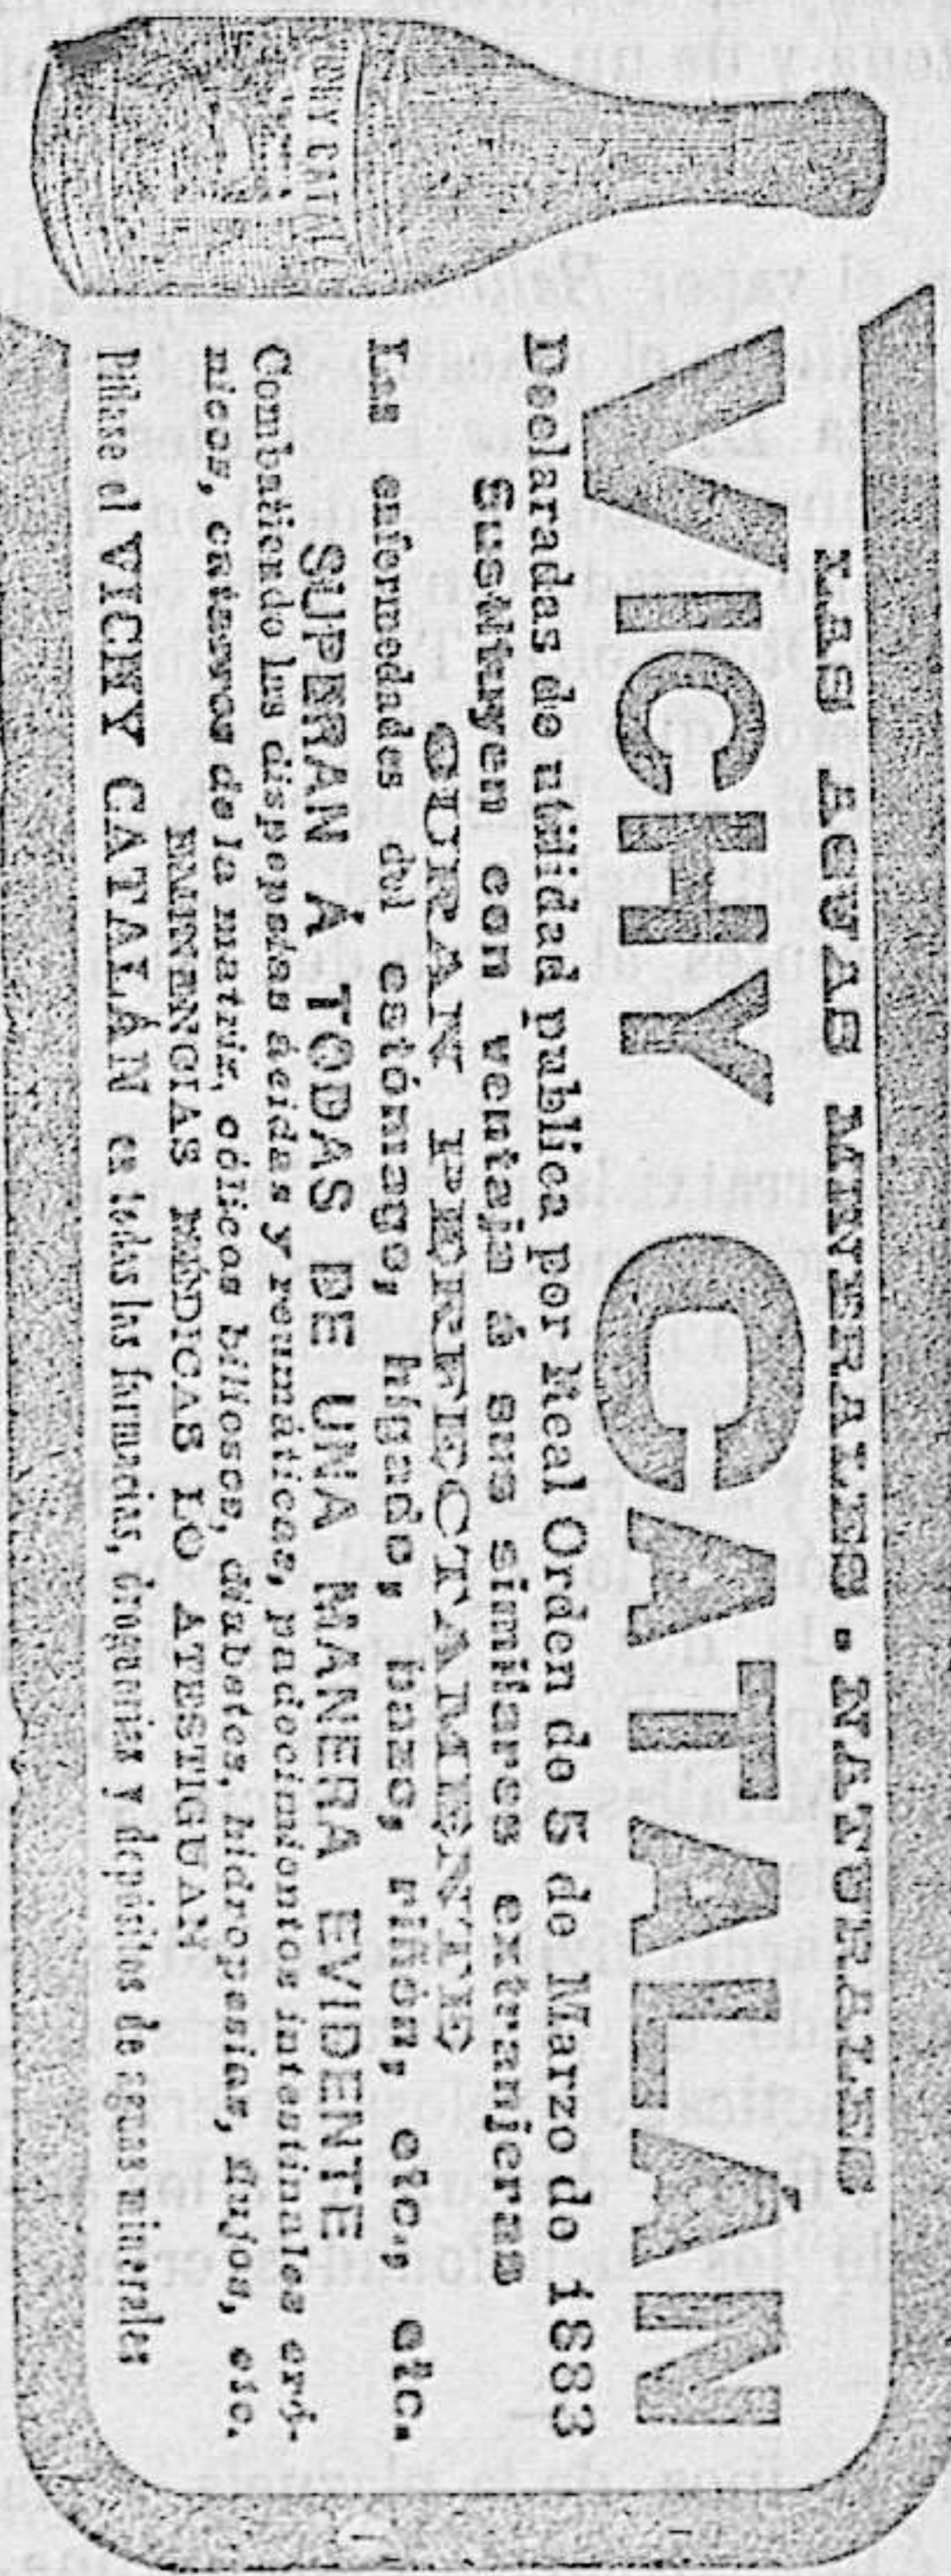 LAS AGUAS MINERALES - NATURALES
VICHY CATALÁN
Declaradas de utilidad publica por Real Orden de 5 de Marzo de 1883
Sustituyen con ventaja á sus similares extranjeras
CURAN PERFECTAMENTE
Las enfermedades del estómago, hígado, bazo, riñón, etc., etc.
SUPERAN Á TODAS DE UNA MANERA EVIDENTE
Combatiendo las dispepsias ácidas y reumáticas, padecimientos intestinales cró-
nicos, catarros de la matriz, cólicos biliosos, diabetes, hidropesias, flujos, etc.
EMINENCIAS MÉDICAS LO ATESTIGUAN
Pídase el VICHY CATALÁN en todas las farmacias, droguerías y depósitos de aguas minerales
VICHY CATALÁN